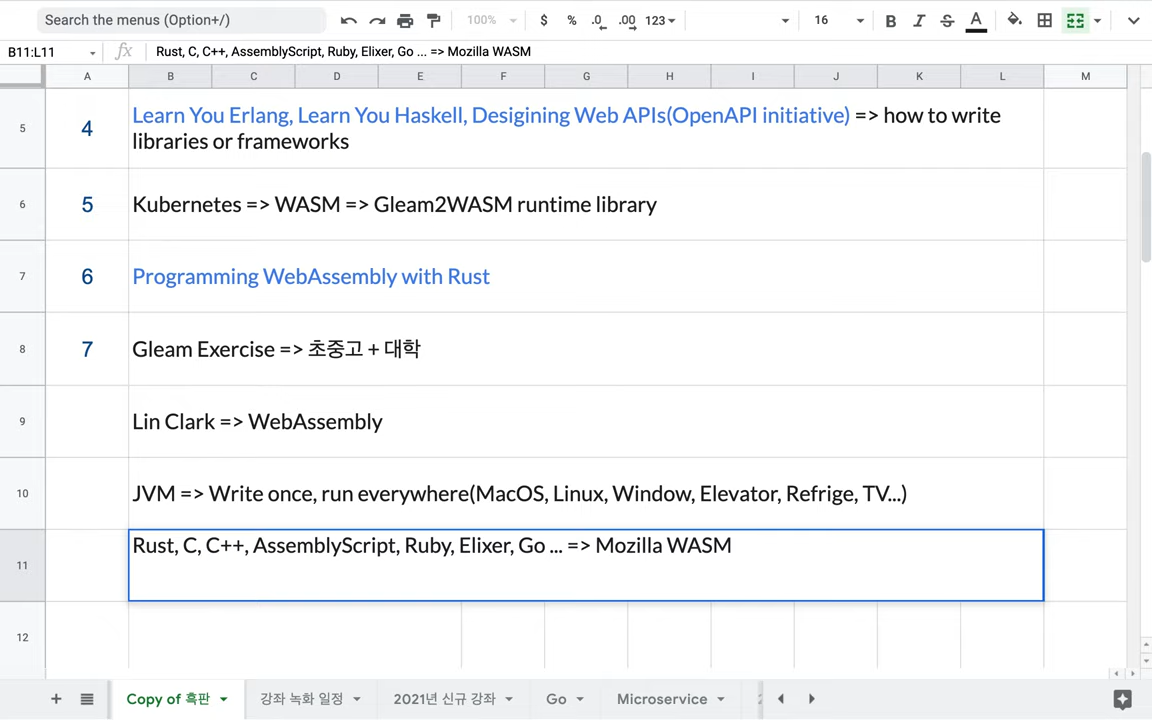 Search the menus (Option+/) 100% $ % .0 .00 123 16 B I S A
B11:L11 fx Rust, C, C++, AssemblyScript, Ruby, Elixer, Go ... => Mozilla WASM
A B C D E F G H I J K L M
5 4 Learn You Erlang, Learn You Haskell, Desigining Web APIs(OpenAPI initiative) => how to write
libraries or frameworks
6 5 Kubernetes => WASM => Gleam2WASM runtime library
7 6 Programming WebAssembly with Rust
8 7 Gleam Exercise => 초중고 + 대학
9 Lin Clark => WebAssembly
10 JVM => Write once, run everywhere(MacOS, Linux, Window, Elevator, Refrige, TV...)
11 Rust, C, C++, AssemblyScript, Ruby, Elixer, Go ... => Mozilla WASM
12
Copy of 흑판 강좌 녹화 일정 2021년 신규 강좌 Go Microservice